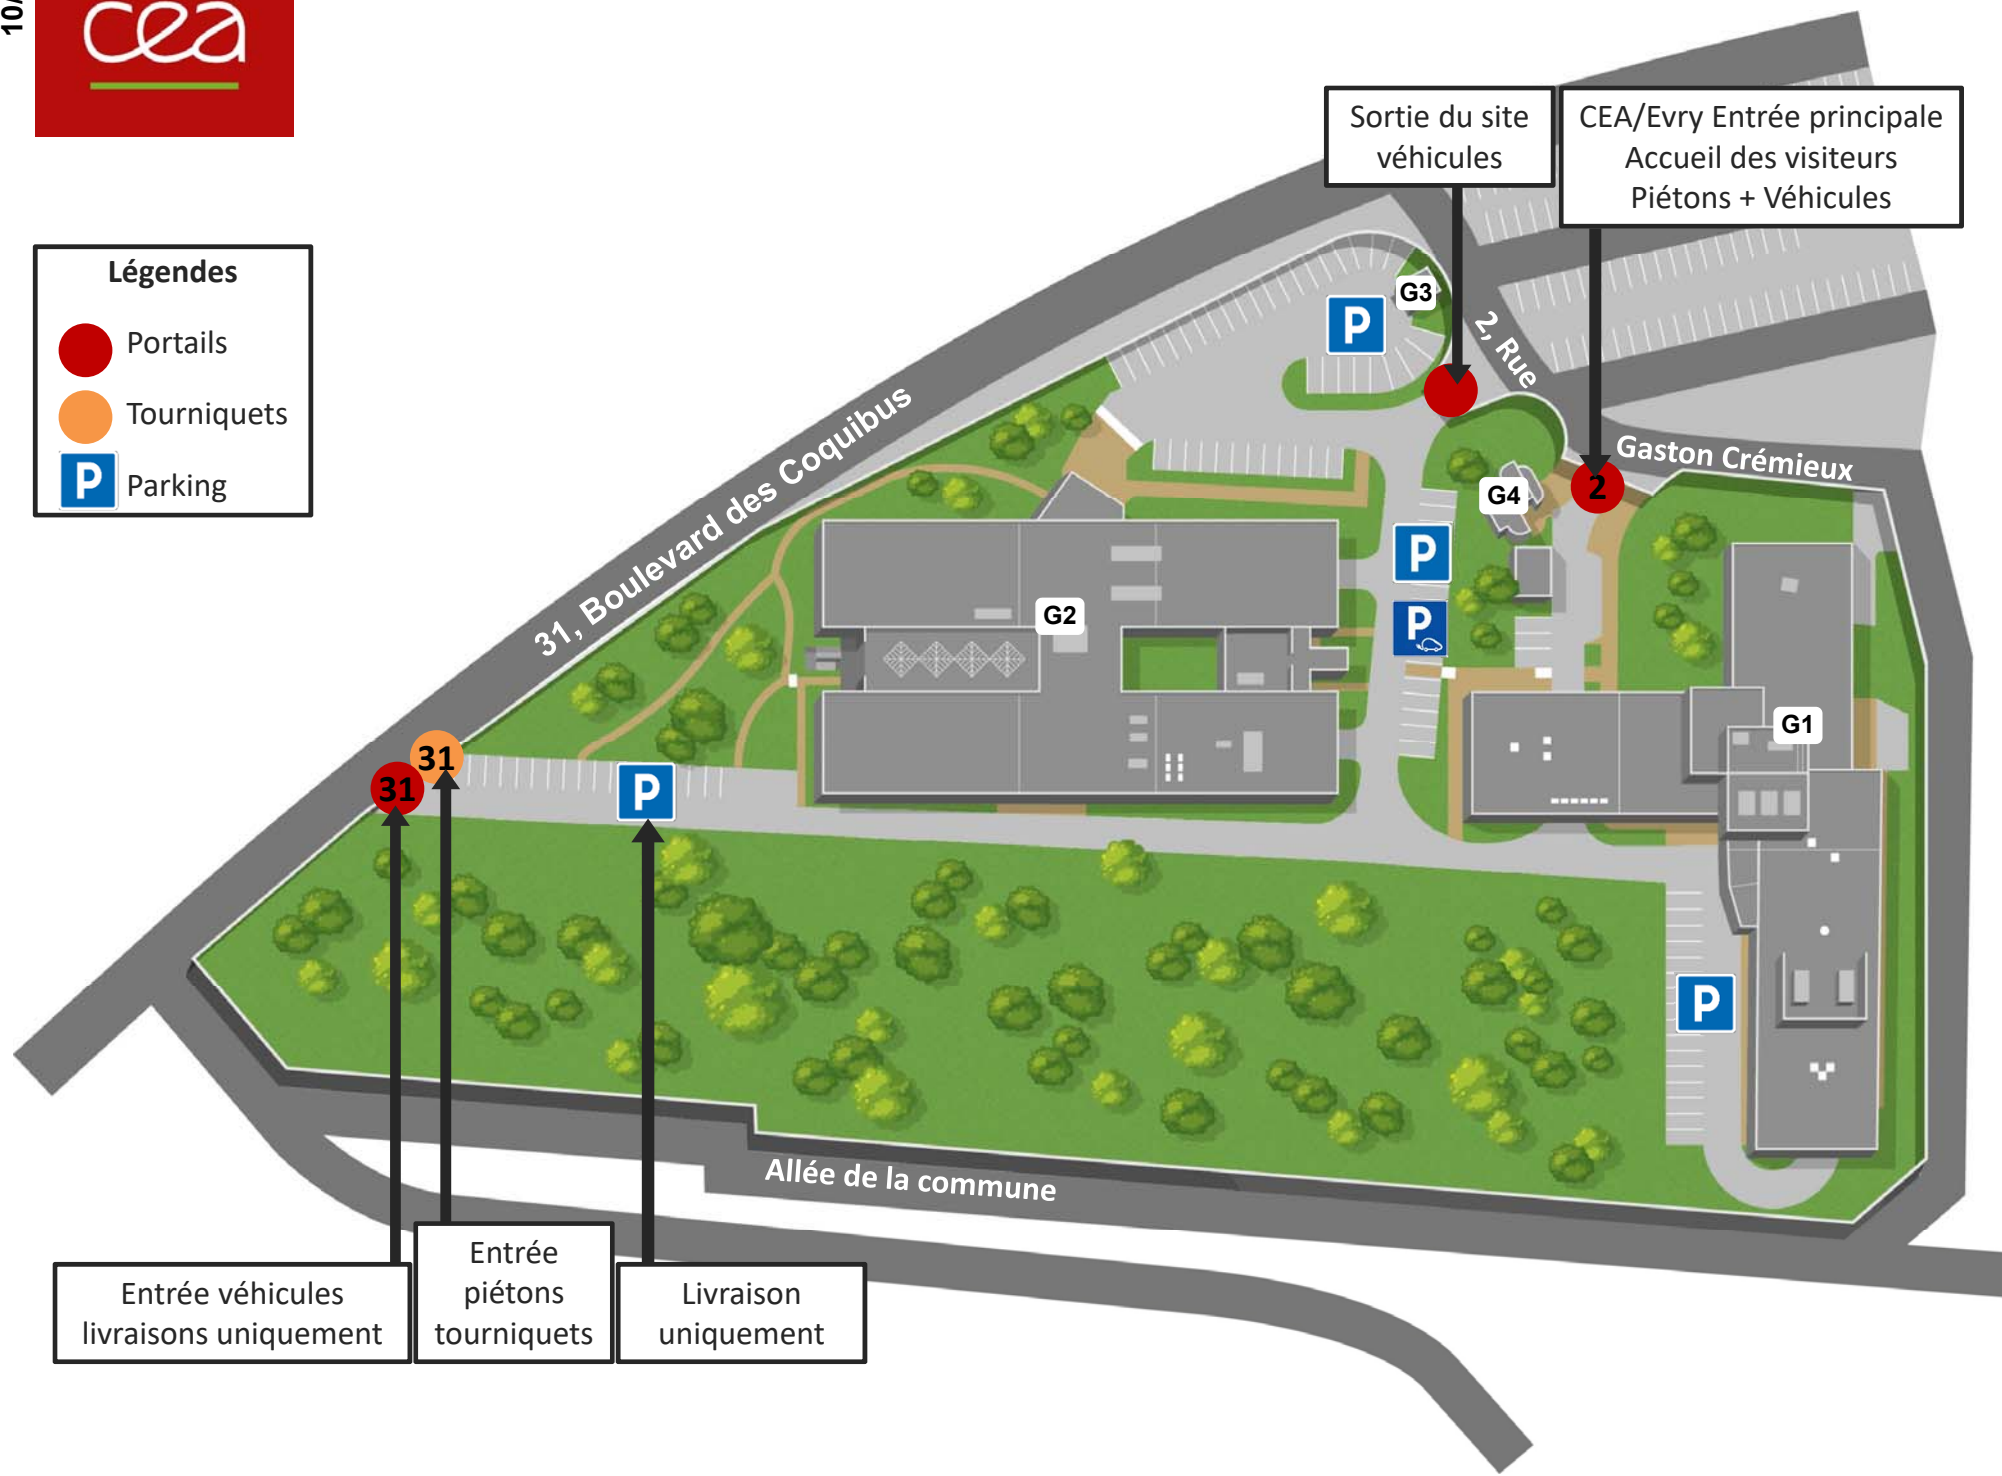 10/
cea
Légendes
Portails
Tourniquets
P
Parking
Sortie du site
véhicules
CEA/Evry Entrée principale
Accueil des visiteurs
Piétons + Véhicules
G3
P
2, Rue
Gaston Crémieux
2
G4
P
P
31, Boulevard des Coquibus
G2
G1
31
31
P
P
Allée de la commune
Entrée véhicules
livraisons uniquement
Entrée
piétons
tourniquets
Livraison
uniquement